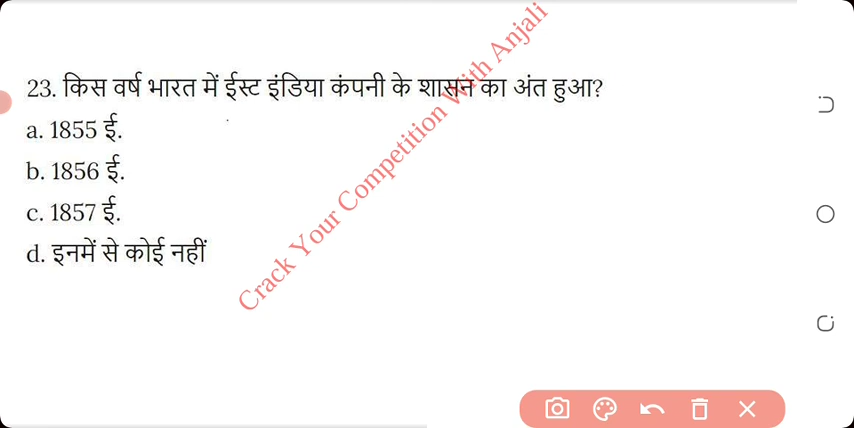 23. किस वर्ष भारत में ईस्ट इंडिया कंपनी के शासन का अंत हुआ?
a. 1855 ई.
b. 1856 ई.
c. 1857 ई.
d. इनमें से कोई नहीं
Crack Your Competition With Anjali